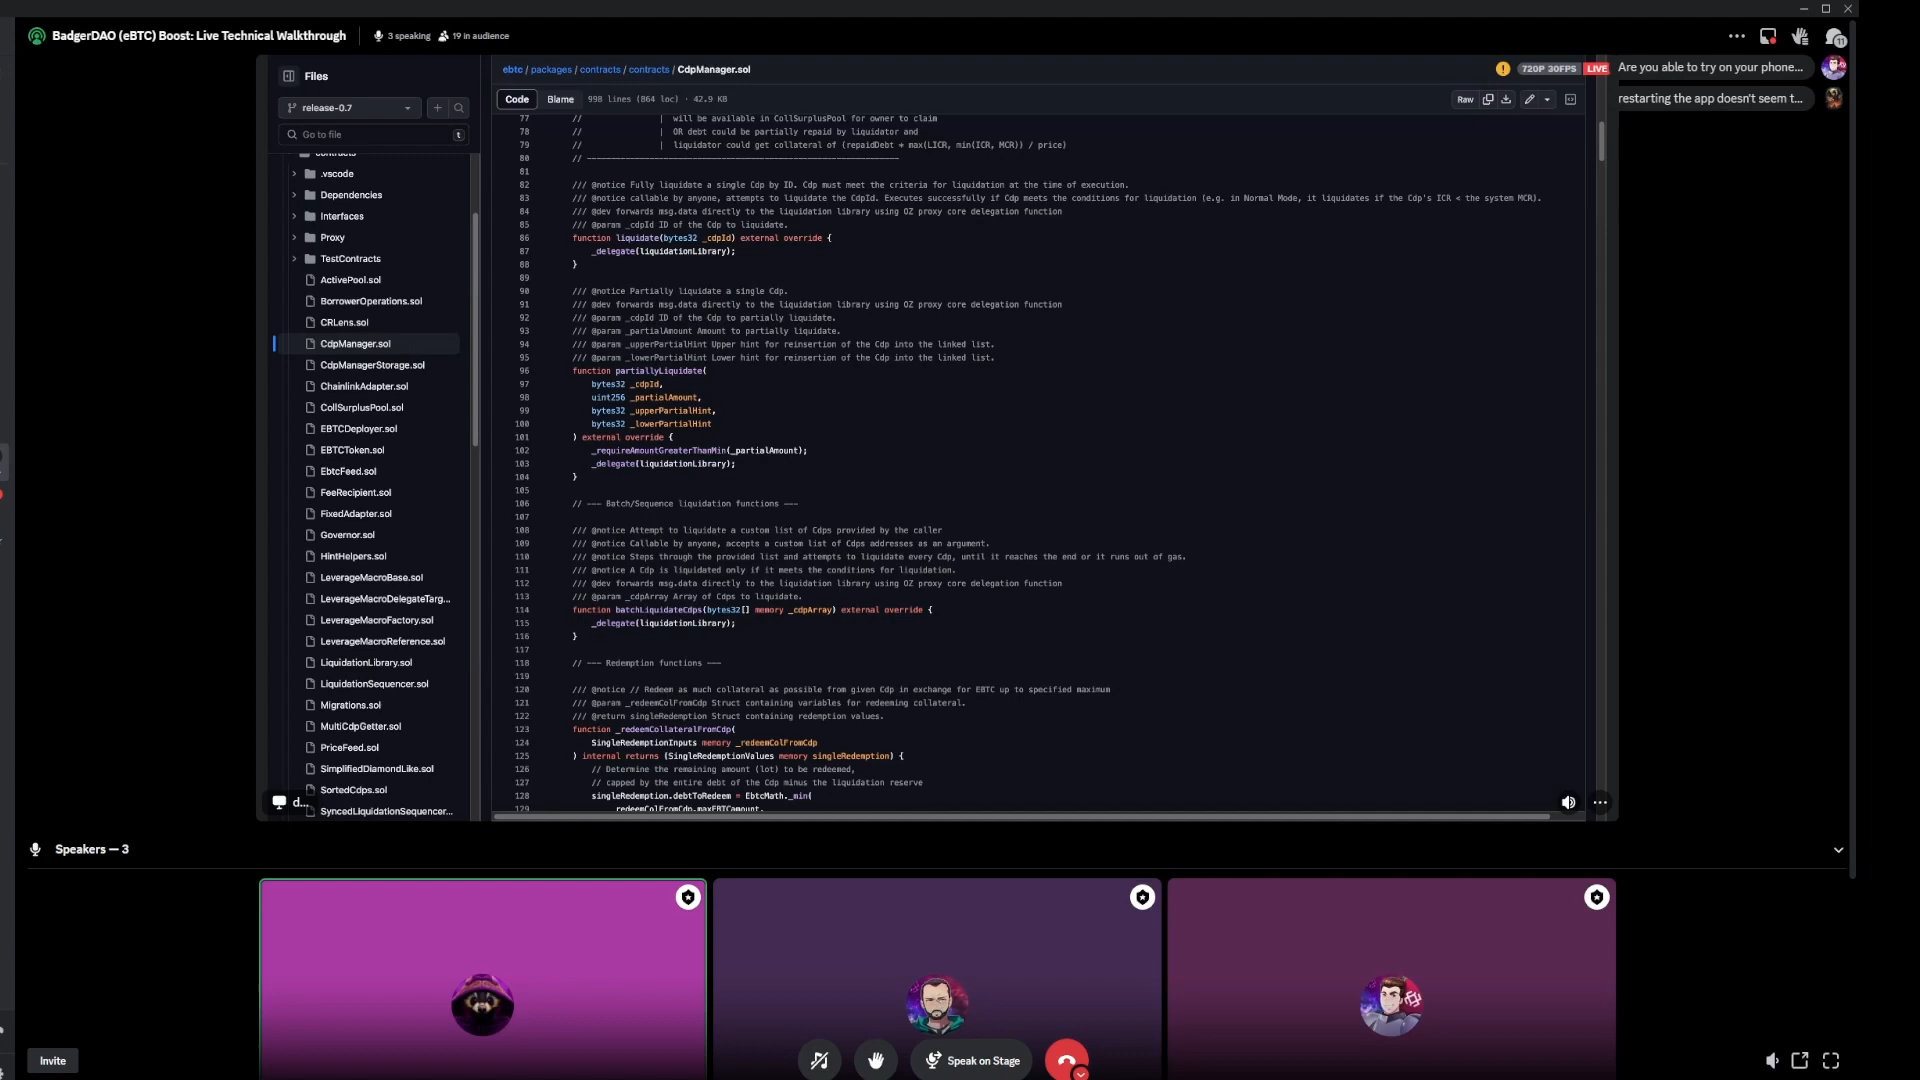 BadgerDAO (eBTC) Boost: Live Technical Walkthrough
3 speaking
19 in audience
11
Files
release-0.7
Go to file
t
contracts
.vscode
Dependencies
Interfaces
Proxy
TestContracts
ActivePool.sol
BorrowerOperations.sol
CRLens.sol
CdpManager.sol
CdpManagerStorage.sol
ChainlinkAdapter.sol
CollSurplusPool.sol
EBTCDeployer.sol
EBTCToken.sol
EbtcFeed.sol
FeeRecipient.sol
FixedAdapter.sol
Governor.sol
HintHelpers.sol
LeverageMacroBase.sol
LeverageMacroDelegateTarg...
LeverageMacroFactory.sol
LeverageMacroReference.sol
LiquidationLibrary.sol
LiquidationSequencer.sol
Migrations.sol
MultiCdpGetter.sol
PriceFeed.sol
SimplifiedDiamondLike.sol
SortedCdps.sol
SyncedLiquidationSequencer...
d...
ebtc / packages / contracts / contracts / CdpManager.sol
720P 30FPS
LIVE
Code
Blame
998 lines (864 loc) · 42.9 KB
Raw
77 // | will be available in CollSurplusPool for owner to claim
78 // | OR debt could be partially repaid by liquidator and
79 // | liquidator could get collateral of (repaidDebt + max(LICR, min(ICR, MCR)) / price)
80 // -----------------------------------------------------------------
81
82 /// @notice Fully liquidate a single Cdp by ID. Cdp must meet the criteria for liquidation at the time of execution.
83 /// @notice callable by anyone, attempts to liquidate the CdpId. Executes successfully if Cdp meets the conditions for liquidation (e.g. in Normal Mode, it liquidates if the Cdp's ICR < the system MCR).
84 /// @dev forwards msg.data directly to the liquidation library using OZ proxy core delegation function
85 /// @param _cdpId ID of the Cdp to liquidate.
86 function liquidate(bytes32 _cdpId) external override {
87 _delegate(liquidationLibrary);
88 }
89
90 /// @notice Partially liquidate a single Cdp.
91 /// @dev forwards msg.data directly to the liquidation library using OZ proxy core delegation function
92 /// @param _cdpId ID of the Cdp to partially liquidate.
93 /// @param _partialAmount Amount to partially liquidate.
94 /// @param _upperPartialHint Upper hint for reinsertion of the Cdp into the linked list.
95 /// @param _lowerPartialHint Lower hint for reinsertion of the Cdp into the linked list.
96 function partiallyLiquidate(
97 bytes32 _cdpId,
98 uint256 _partialAmount,
99 bytes32 _upperPartialHint,
100 bytes32 _lowerPartialHint
101 ) external override {
102 _requireAmountGreaterThanMin(_partialAmount);
103 _delegate(liquidationLibrary);
104 }
105
106 // --- Batch/Sequence liquidation functions ---
107
108 /// @notice Attempt to liquidate a custom list of Cdps provided by the caller
109 /// @notice Callable by anyone, accepts a custom list of Cdps addresses as an argument.
110 /// @notice Steps through the provided list and attempts to liquidate every Cdp, until it reaches the end or it runs out of gas.
111 /// @notice A Cdp is liquidated only if it meets the conditions for liquidation.
112 /// @dev forwards msg.data directly to the liquidation library using OZ proxy core delegation function
113 /// @param _cdpArray Array of Cdps to liquidate.
114 function batchLiquidateCdps(bytes32[] memory _cdpArray) external override {
115 _delegate(liquidationLibrary);
116 }
117
118 // --- Redemption functions ---
119
120 /// @notice // Redeem as much collateral as possible from given Cdp in exchange for EBTC up to specified maximum
121 /// @param _redeemColFromCdp Struct containing variables for redeeming collateral.
122 /// @return singleRedemption Struct containing redemption values.
123 function _redeemCollateralFromCdp(
124 SingleRedemptionInputs memory _redeemColFromCdp
125 ) internal returns (SingleRedemptionValues memory singleRedemption) {
126 // Determine the remaining amount (lot) to be redeemed,
127 // capped by the entire debt of the Cdp minus the liquidation reserve
128 singleRedemption.debtToRedeem = EbtcMath._min(
129 _redeemColFromCdp.maxEBTCamount,
Are you able to try on your phone...
restarting the app doesn't seem t...
Speakers — 3
Invite
Speak on Stage